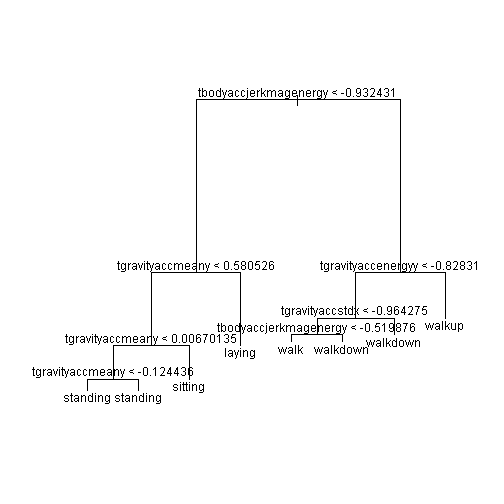 tbodyaccjerkmagenergy < -0.932431
tgravityaccmeany < 0.580526
tgravityaccenergyy < -0.82831
tgravityaccstdx < -0.964275
tbodyaccjerkmagenergy < -0.519876
walkup
tgravityaccmeany < 0.00670135
laying
walk
walkdown
walkdown
tgravityaccmeany < -0.124436
sitting
standing
standing